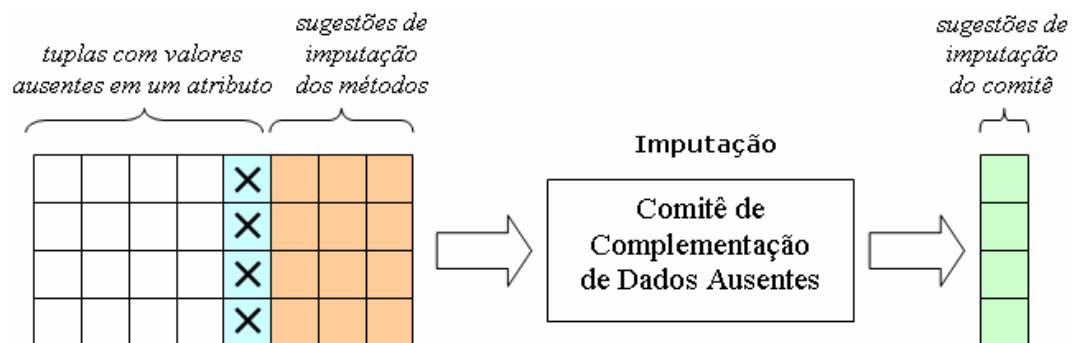 tuplas com valores
ausentes em um atributo
sugestões de
imputação
dos métodos
Imputação
Comitê de
Complementação
de Dados Ausentes
sugestões de
imputação
do comitê